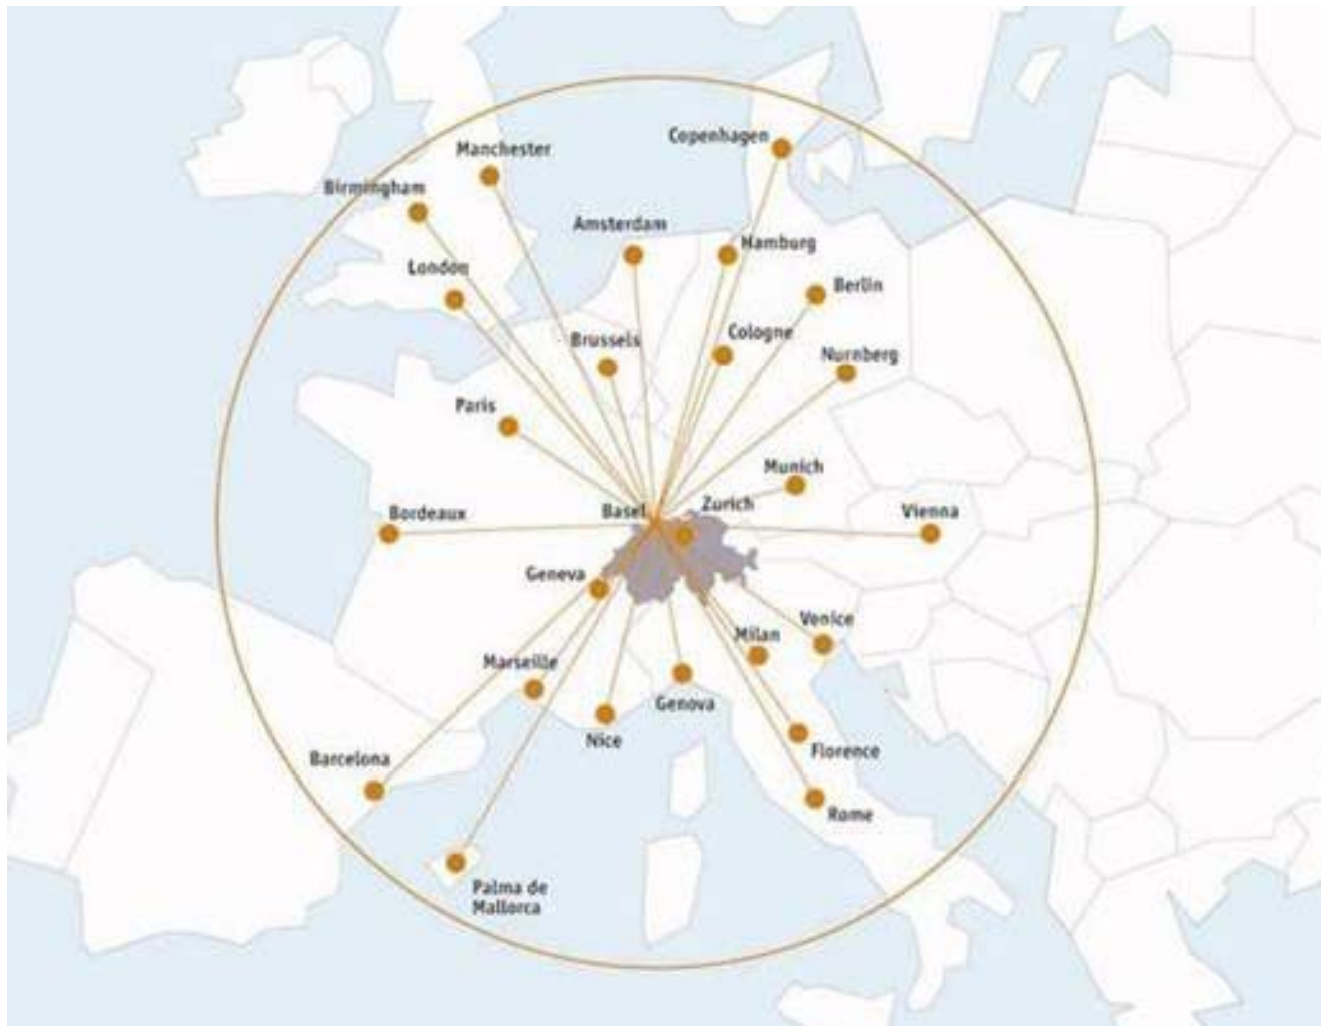 Copenhagen
Manchester
Birmingham
Amsterdam
Hamburg
London
Berlin
Cologne
Brussels
Nurnberg
Paris
Munich
Zurich
Basel
Bordeaux
Vienna
Geneva
Venice
Milan
Marseille
Genova
Nice
Florence
Barcelona
Rome
Palma de
Mallorca